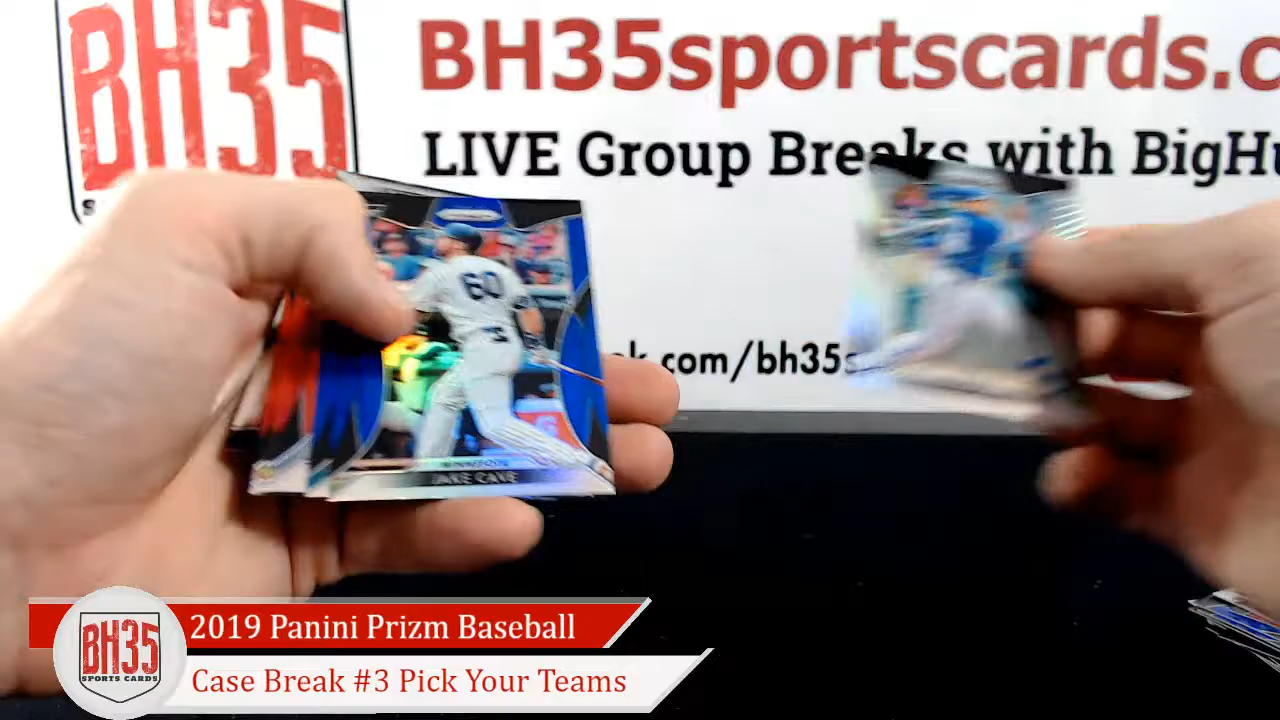 BH35
BH35sportscards.c
LIVE Group Breaks with BigHu
.com/bh35s
60
JAKE CAVE
BH35
SPORTS CARDS
2019 Panini Prizm Baseball
Case Break #3 Pick Your Teams